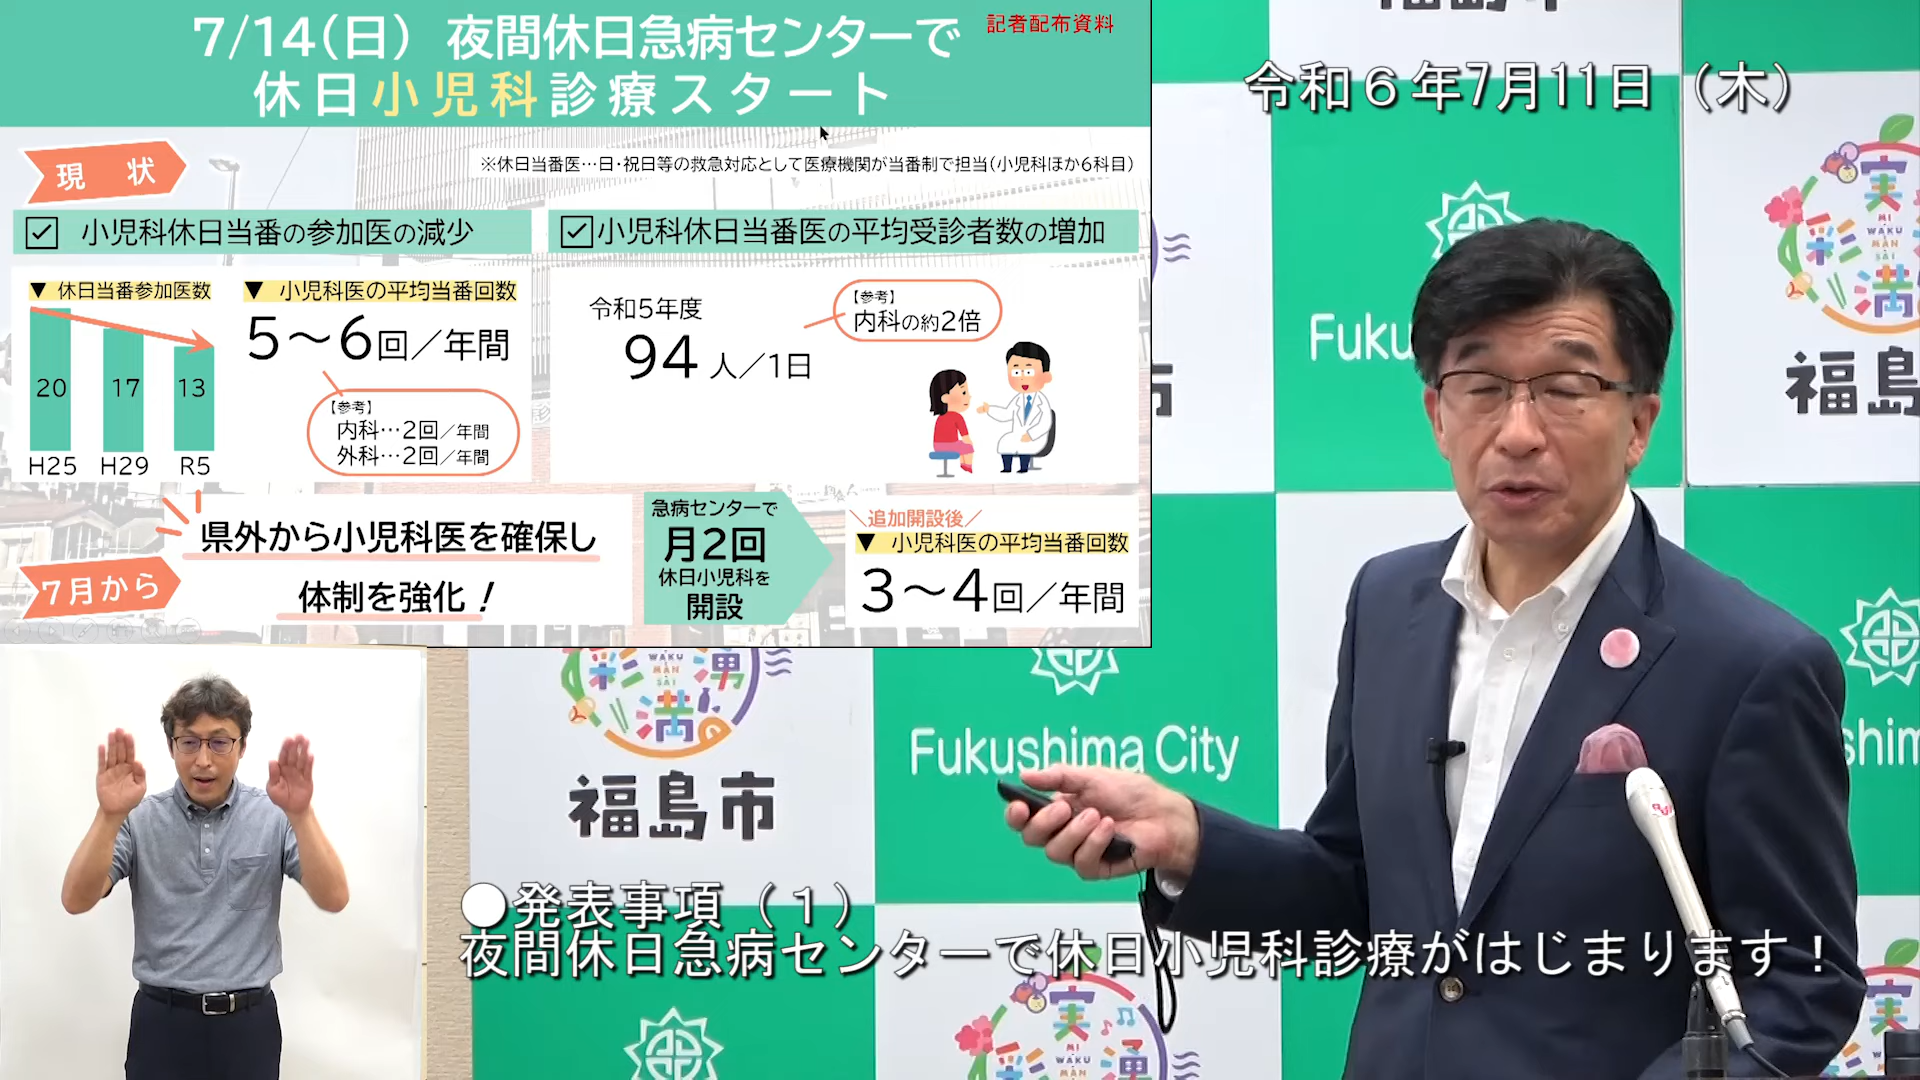 7/14(日) 夜間休日急病センターで
休日小児科診療スタート
記者配布資料
令和６年7月11日（木）
現 状
※休日当番医…日・祝日等の救急対応として医療機関が当番制で担当(小児科ほか6科目)
小児科休日当番の参加医の減少
小児科休日当番医の平均受診者数の増加
▼ 休日当番参加医数
20
17
13
H25
H29
R5
▼ 小児科医の平均当番回数
5～6回／年間
【参考】
内科…2回／年間
外科…2回／年間
令和5年度
94人／1日
【参考】
内科の約2倍
7月から
県外から小児科医を確保し
体制を強化！
急病センターで
月2回
休日小児科を
開設
＼追加開設後／
▼ 小児科医の平均当番回数
3～4回／年間
福島市
Fukushima City
実
MI
WAKU
MAN
SAI
彩
湧
満
●発表事項（１）
夜間休日急病センターで休日小児科診療がはじまります！